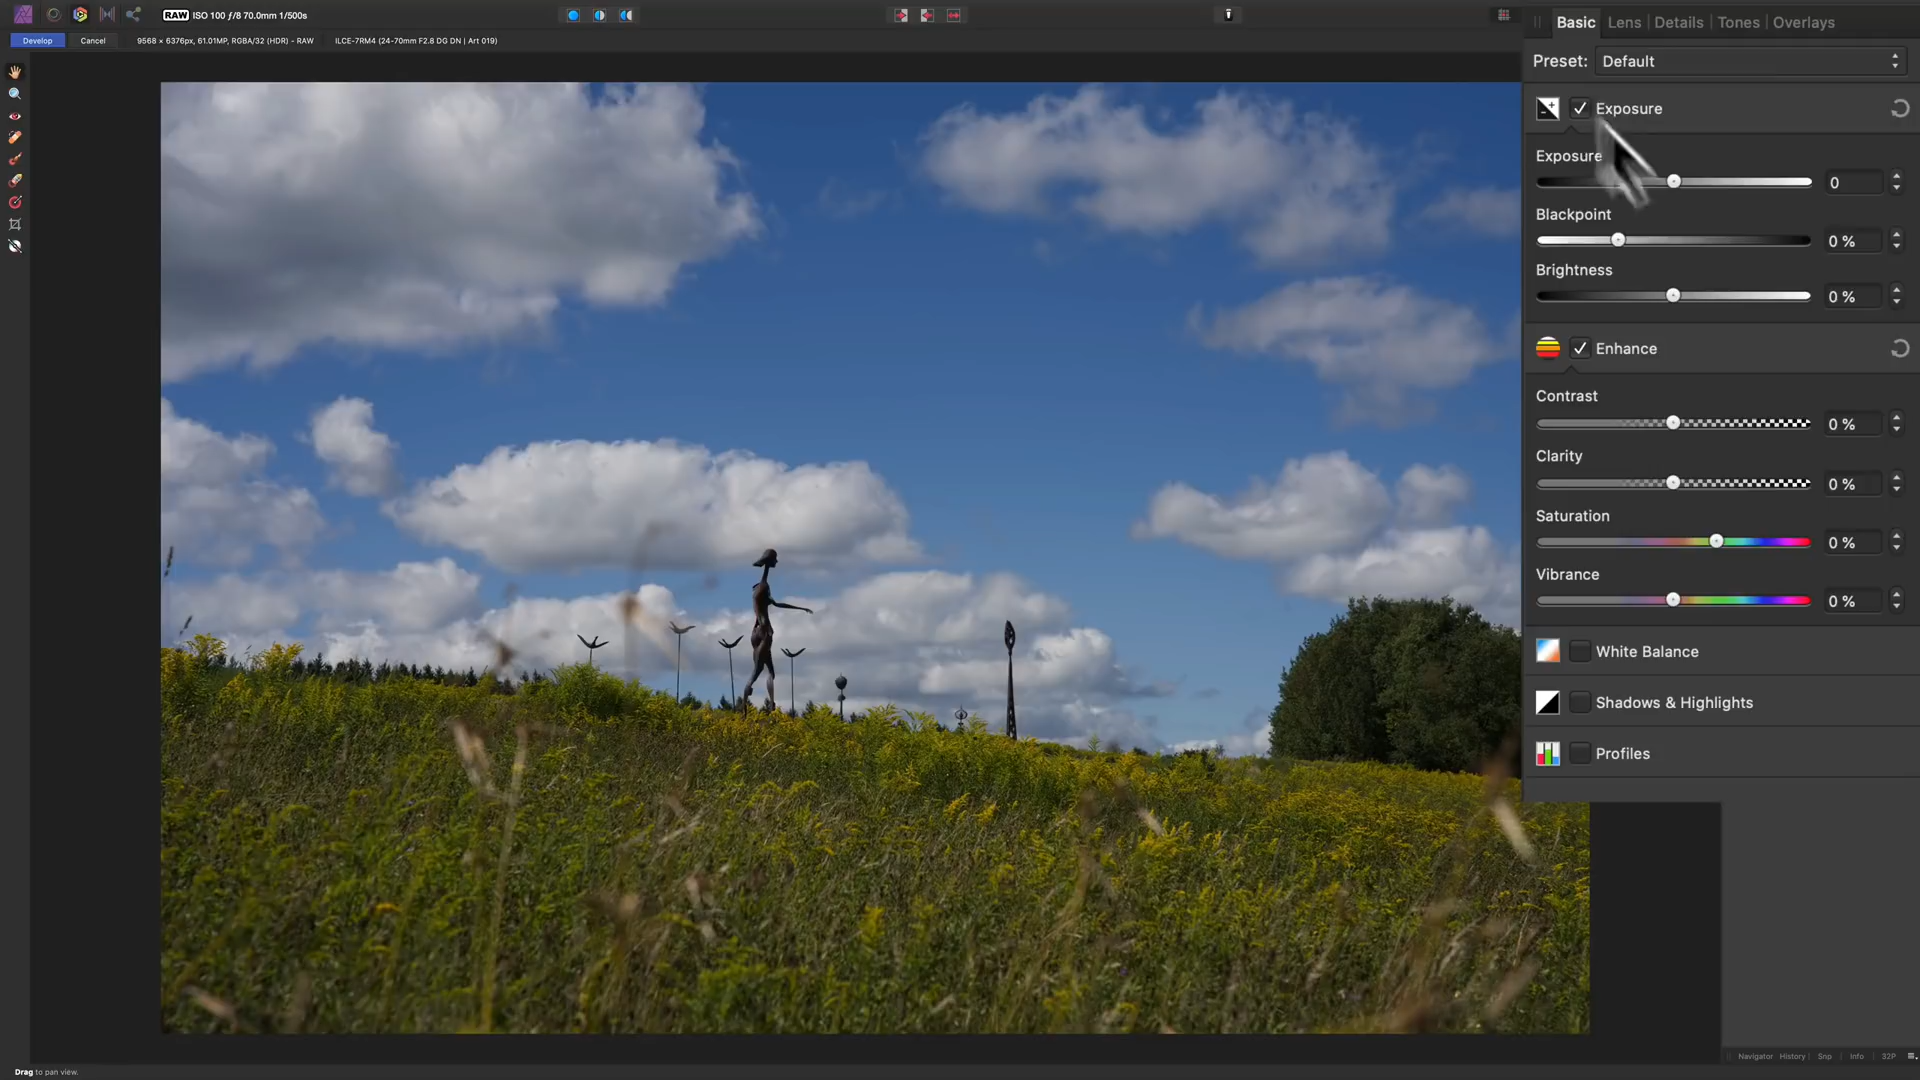 RAW ISO 100 ƒ/8 70.0mm 1/500s
Develop Cancel 9568 × 6376px, 61.01MP, RGBA/32 (HDR) - RAW ILCE-7RM4 (24-70mm F2.8 DG DN | Art 019)
Basic Lens Details Tones Overlays
Preset: Default
Exposure
Exposure
0
Blackpoint
0 %
Brightness
0 %
Enhance
Contrast
0 %
Clarity
0 %
Saturation
0 %
Vibrance
0 %
White Balance
Shadows & Highlights
Profiles
Navigator History Snp Info 32P
Drag to pan view.